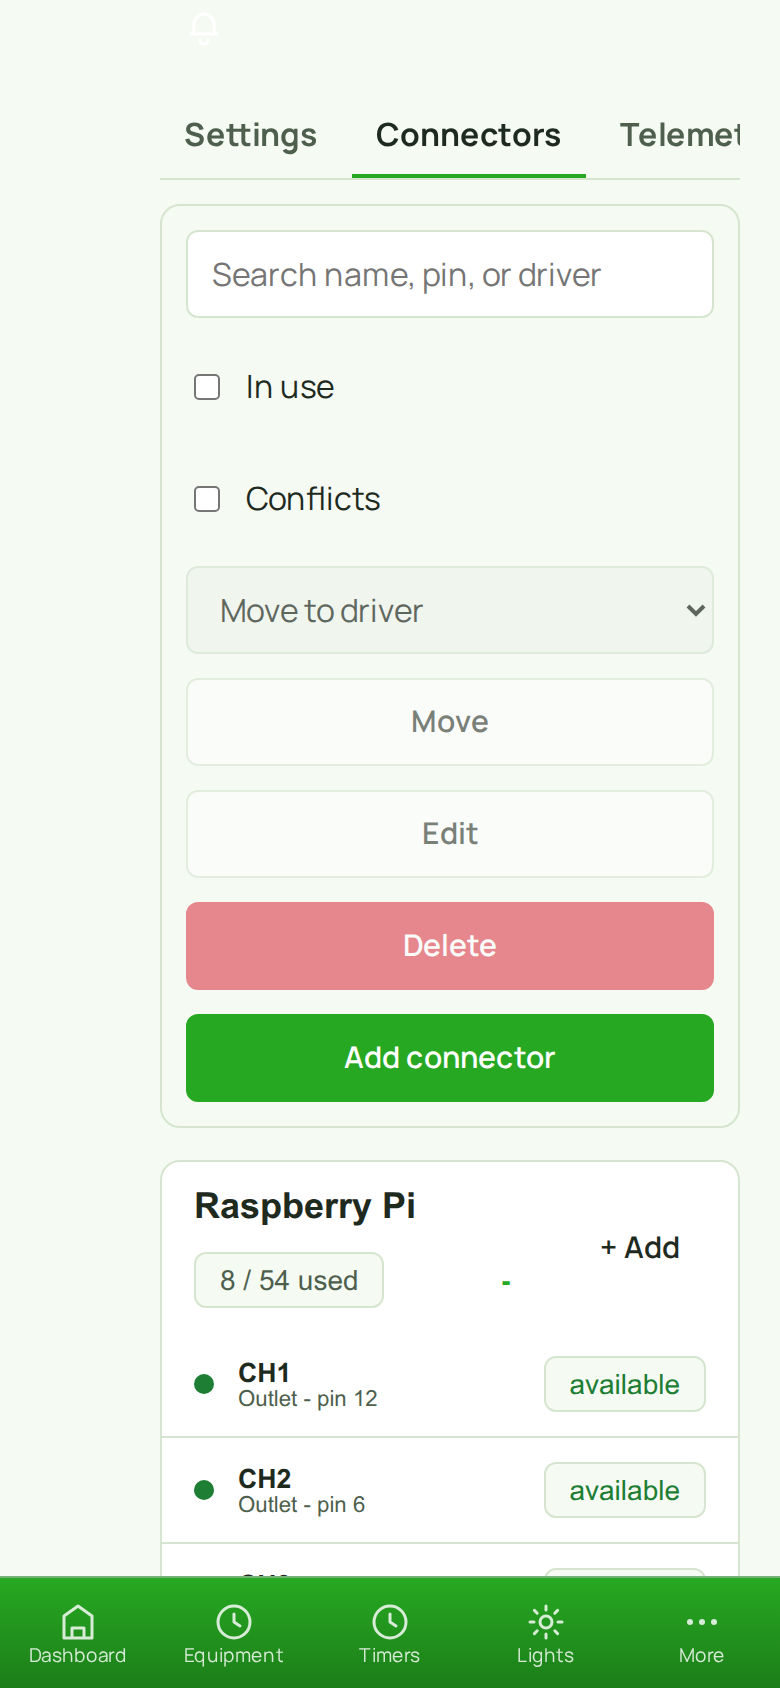 Settings Connectors Telemet
Search name, pin, or driver
In use
Conflicts
Move to driver
Move
Edit
Delete
Add connector
Raspberry Pi
+ Add
8 / 54 used
-
CH1
Outlet - pin 12
available
CH2
Outlet - pin 6
available
Dashboard Equipment Timers Lights More